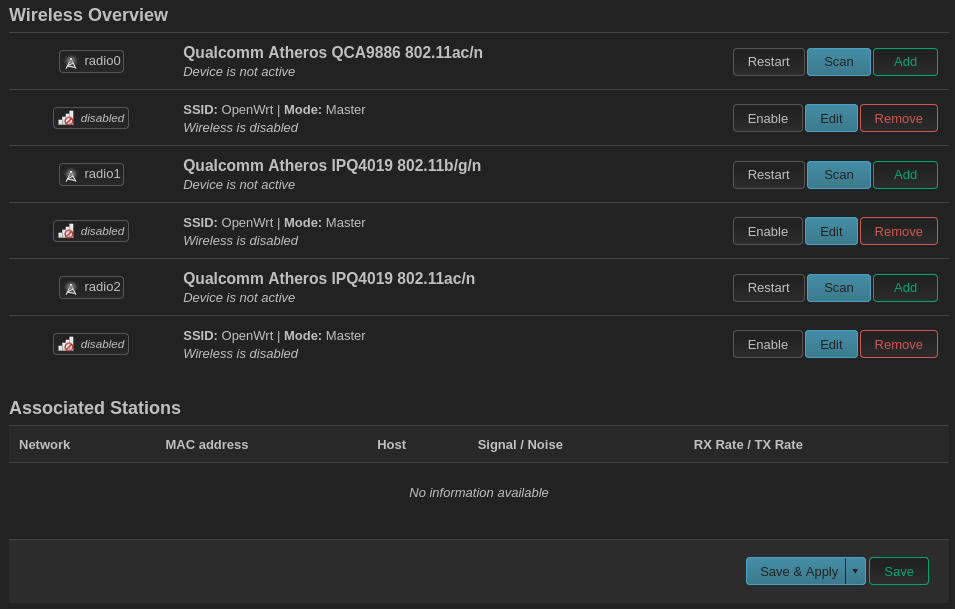 Wireless Overview
radio0
Qualcomm Atheros QCA9886 802.11ac/n
Device is not active
Restart Scan Add
disabled
SSID: OpenWrt | Mode: Master
Wireless is disabled
Enable Edit Remove
radio1
Qualcomm Atheros IPQ4019 802.11b/g/n
Device is not active
Restart Scan Add
disabled
SSID: OpenWrt | Mode: Master
Wireless is disabled
Enable Edit Remove
radio2
Qualcomm Atheros IPQ4019 802.11ac/n
Device is not active
Restart Scan Add
disabled
SSID: OpenWrt | Mode: Master
Wireless is disabled
Enable Edit Remove
Associated Stations
Network MAC address Host Signal / Noise RX Rate / TX Rate
No information available
Save & Apply Save